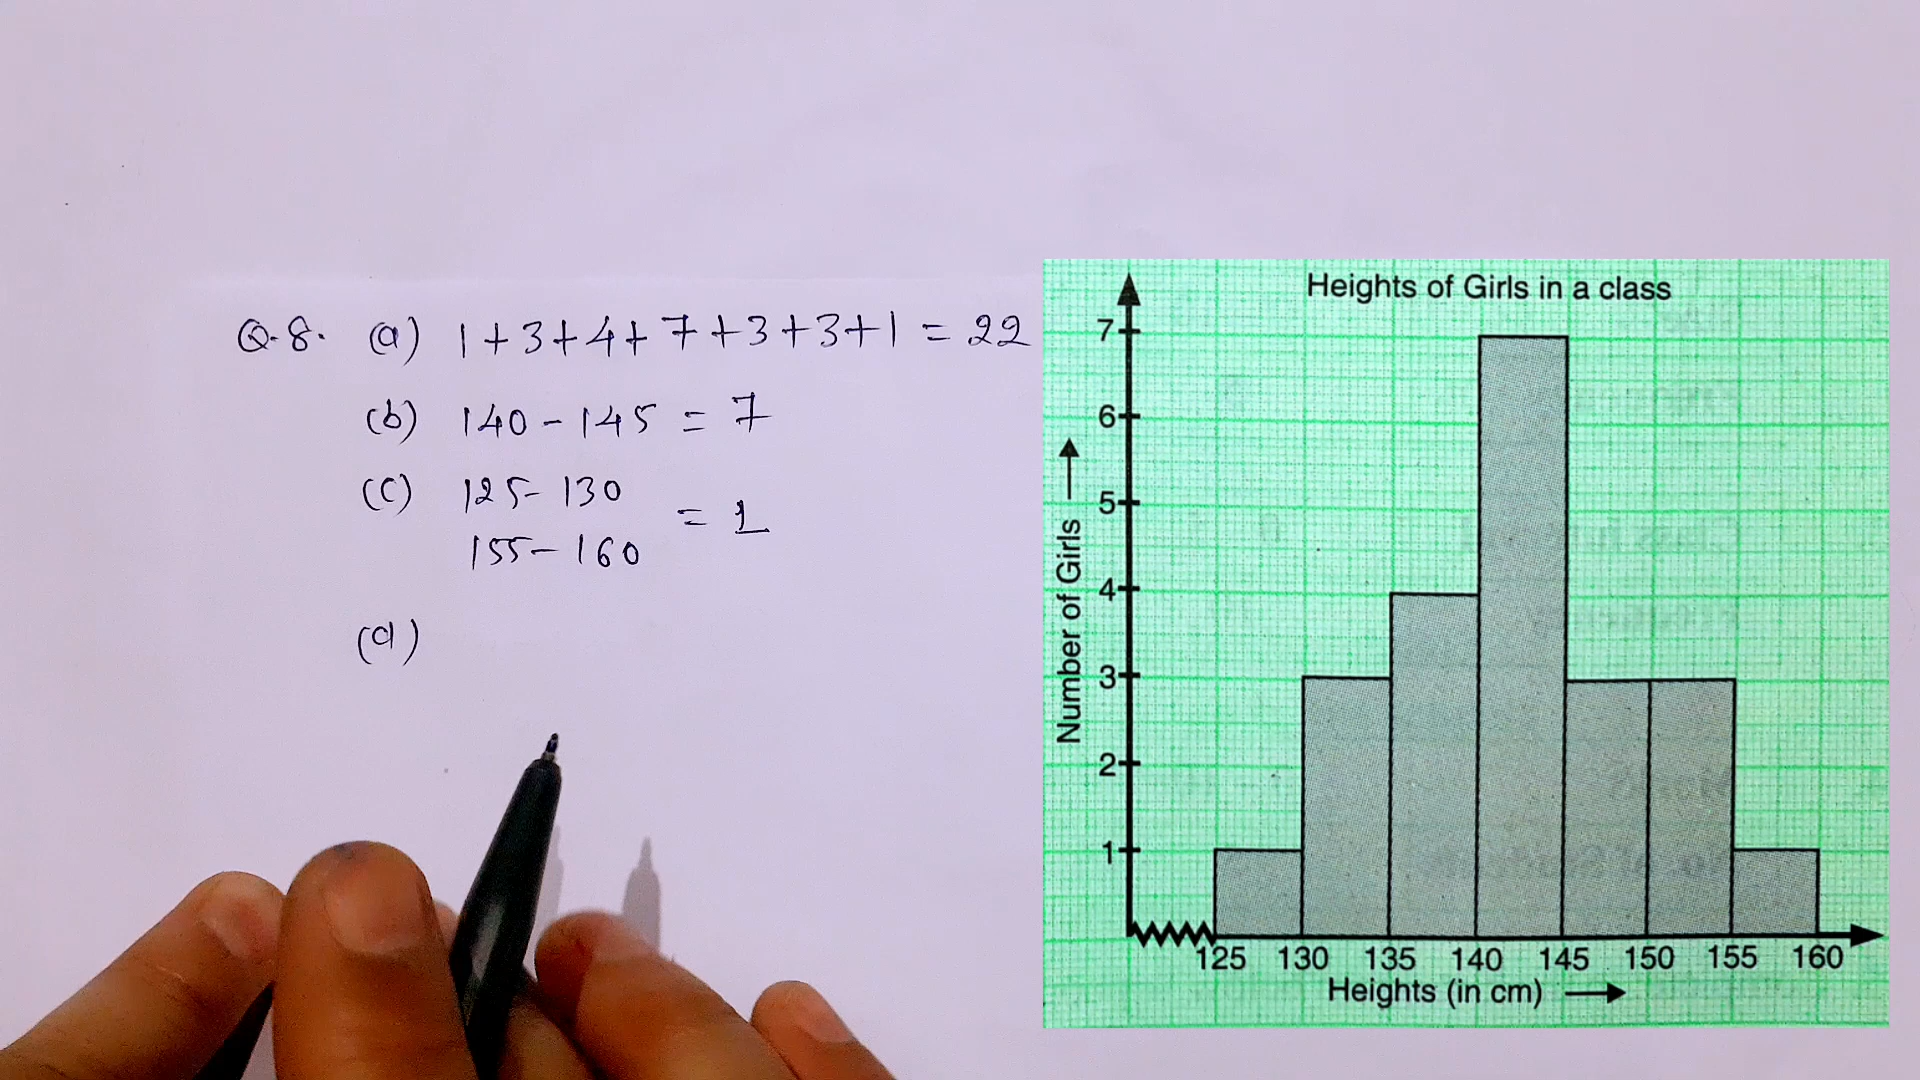 Q.8. (a) 1+3+4+7+3+3+1 = 22
(b) 140-145 = 7
(c) 125-130
= 1
155-160
(d)
Heights of Girls in a class
7
6
5
4
3
2
1
Number of Girls
125 130 135 140 145 150 155 160
Heights (in cm)